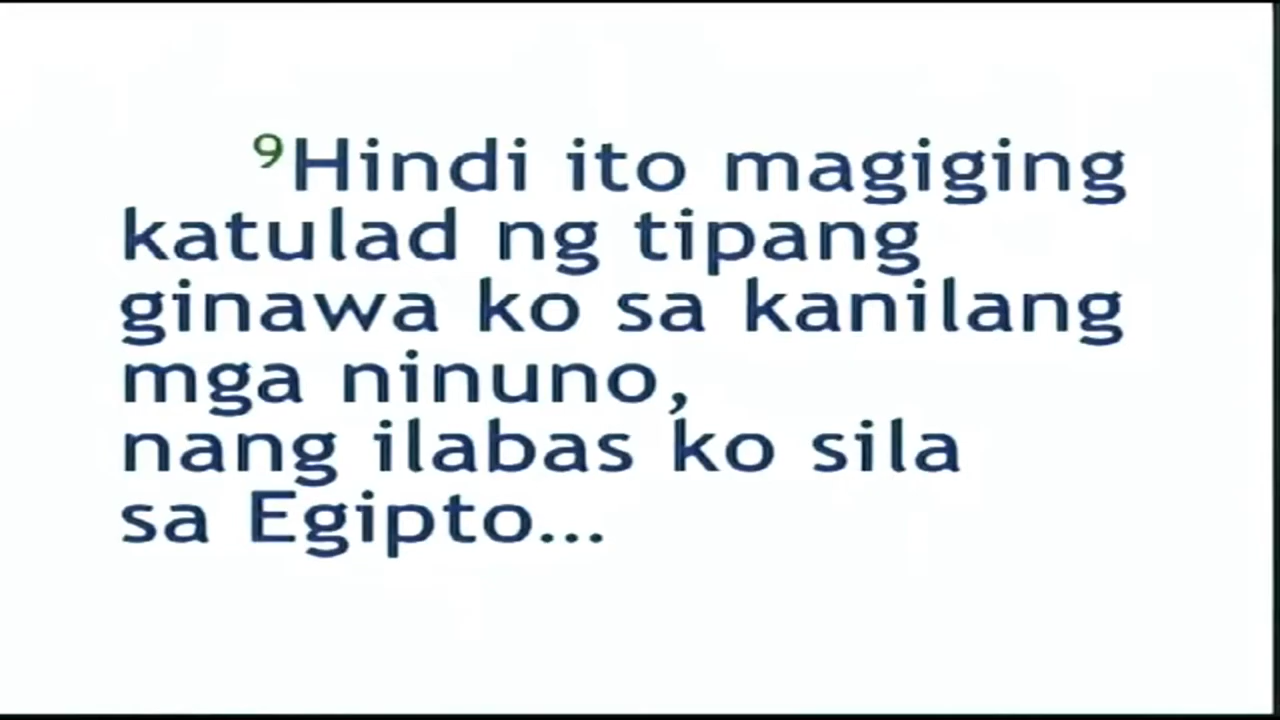 ⁹Hindi ito magiging
katulad ng tipang
ginawa ko sa kanilang
mga ninuno,
nang ilabas ko sila
sa Egipto...